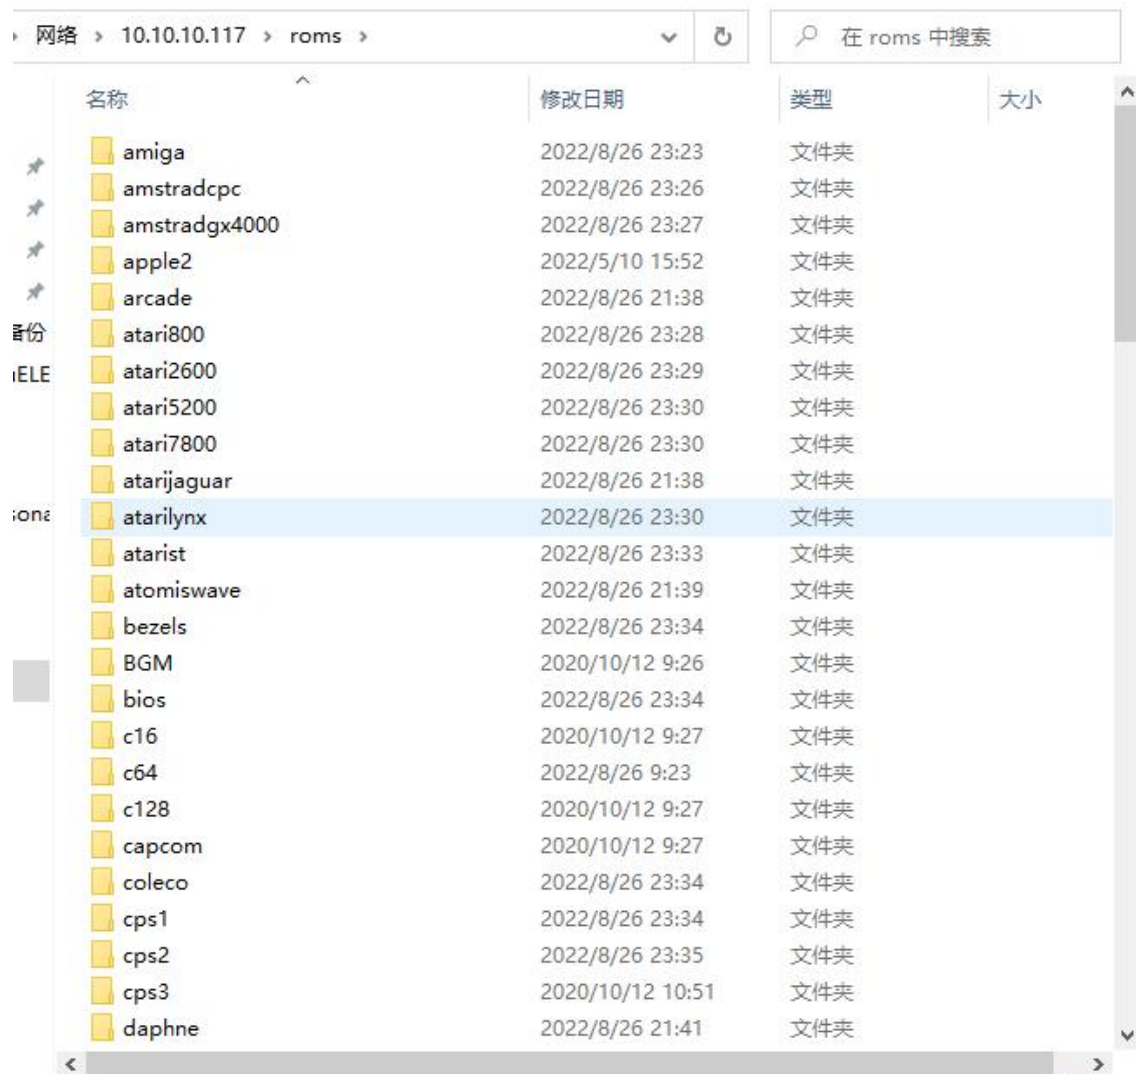 网络 › 10.10.10.117 › roms ›
在 roms 中搜索
名称 修改日期 类型 大小
amiga 2022/8/26 23:23 文件夹
amstradcpc 2022/8/26 23:26 文件夹
amstradgx4000 2022/8/26 23:27 文件夹
apple2 2022/5/10 15:52 文件夹
arcade 2022/8/26 21:38 文件夹
atari800 2022/8/26 23:28 文件夹
atari2600 2022/8/26 23:29 文件夹
atari5200 2022/8/26 23:30 文件夹
atari7800 2022/8/26 23:30 文件夹
atarijaguar 2022/8/26 21:38 文件夹
atarilynx 2022/8/26 23:30 文件夹
atarist 2022/8/26 23:33 文件夹
atomiswave 2022/8/26 21:39 文件夹
bezels 2022/8/26 23:34 文件夹
BGM 2020/10/12 9:26 文件夹
bios 2022/8/26 23:34 文件夹
c16 2020/10/12 9:27 文件夹
c64 2022/8/26 9:23 文件夹
c128 2020/10/12 9:27 文件夹
capcom 2020/10/12 9:27 文件夹
coleco 2022/8/26 23:34 文件夹
cps1 2022/8/26 23:34 文件夹
cps2 2022/8/26 23:35 文件夹
cps3 2020/10/12 10:51 文件夹
daphne 2022/8/26 21:41 文件夹